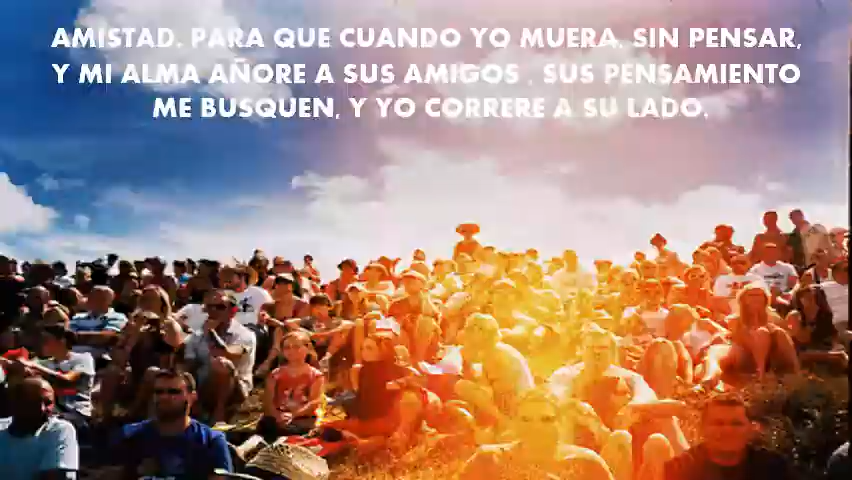 AMISTAD. PARA QUE CUANDO YO MUERA. SIN PENSAR,
Y MI ALMA AÑORE A SUS AMIGOS . SUS PENSAMIENTO
ME BUSQUEN, Y YO CORRERE A SU LADO.